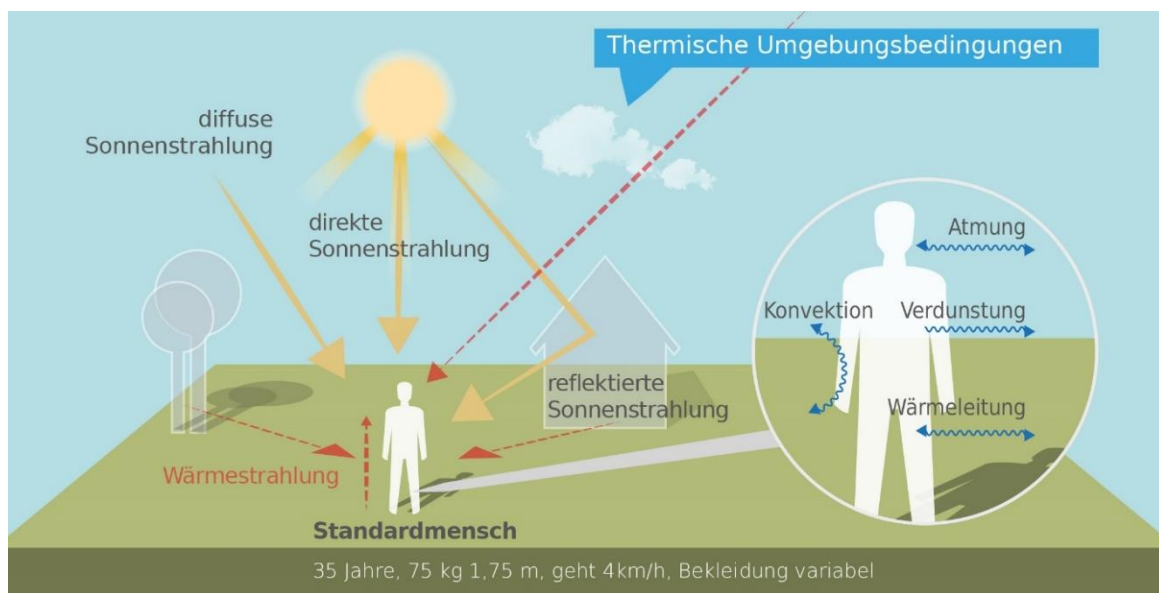 Thermische Umgebungsbedingungen
diffuse
Sonnenstrahlung
direkte
Sonnenstrahlung
Atmung
Konvektion
Verdunstung
reflektierte
Sonnenstrahlung
Wärmeleitung
Wärmestrahlung
Standardmensch
35 Jahre, 75 kg 1,75 m, geht 4km/h, Bekleidung variabel